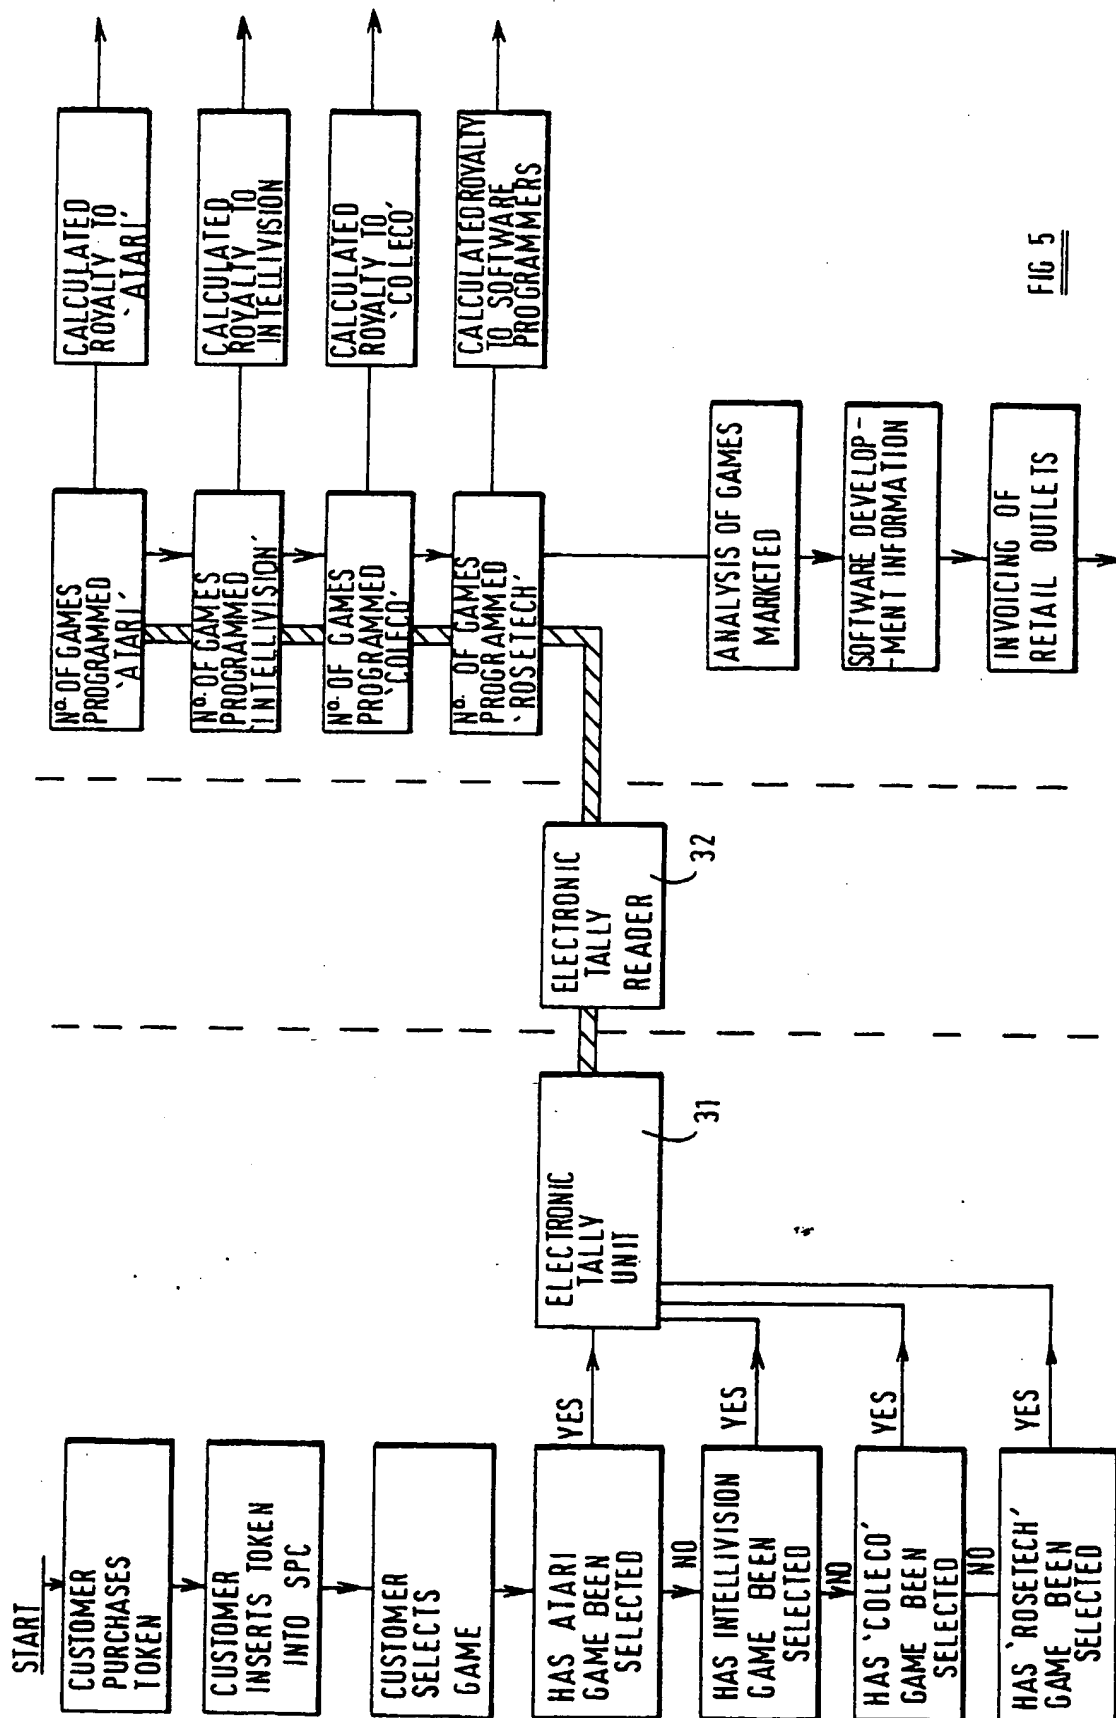 START
CUSTOMER
PURCHASES
TOKEN
CUSTOMER
INSERTS TOKEN
INTO SPC
CUSTOMER
SELECTS
GAME
HAS ATARI
GAME BEEN
SELECTED
YES
NO
HAS INTELLIVISION
GAME BEEN
SELECTED
YES
NO
HAS 'COLECO'
GAME BEEN
SELECTED
YES
NO
HAS 'ROSETECH'
GAME BEEN
SELECTED
YES
ELECTRONIC
TALLY
UNIT
31
ELECTRONIC
TALLY
READER
32
Nº OF GAMES
PROGRAMMED
'ATARI'
Nº OF GAMES
PROGRAMMED
'INTELLIVISION'
Nº OF GAMES
PROGRAMMED
'COLECO'
Nº OF GAMES
PROGRAMMED
'ROSETECH'
CALCULATED
ROYALTY TO
'ATARI'
CALCULATED
ROYALTY TO
INTELLIVISION
CALCULATED
ROYALTY TO
'COLECO'
CALCULATED ROYALTY
TO SOFTWARE
PROGRAMMERS
ANALYSIS OF GAMES
MARKETED
SOFTWARE DEVELOP-
-MENT INFORMATION
INVOICING OF
RETAIL OUTLETS
FIG 5